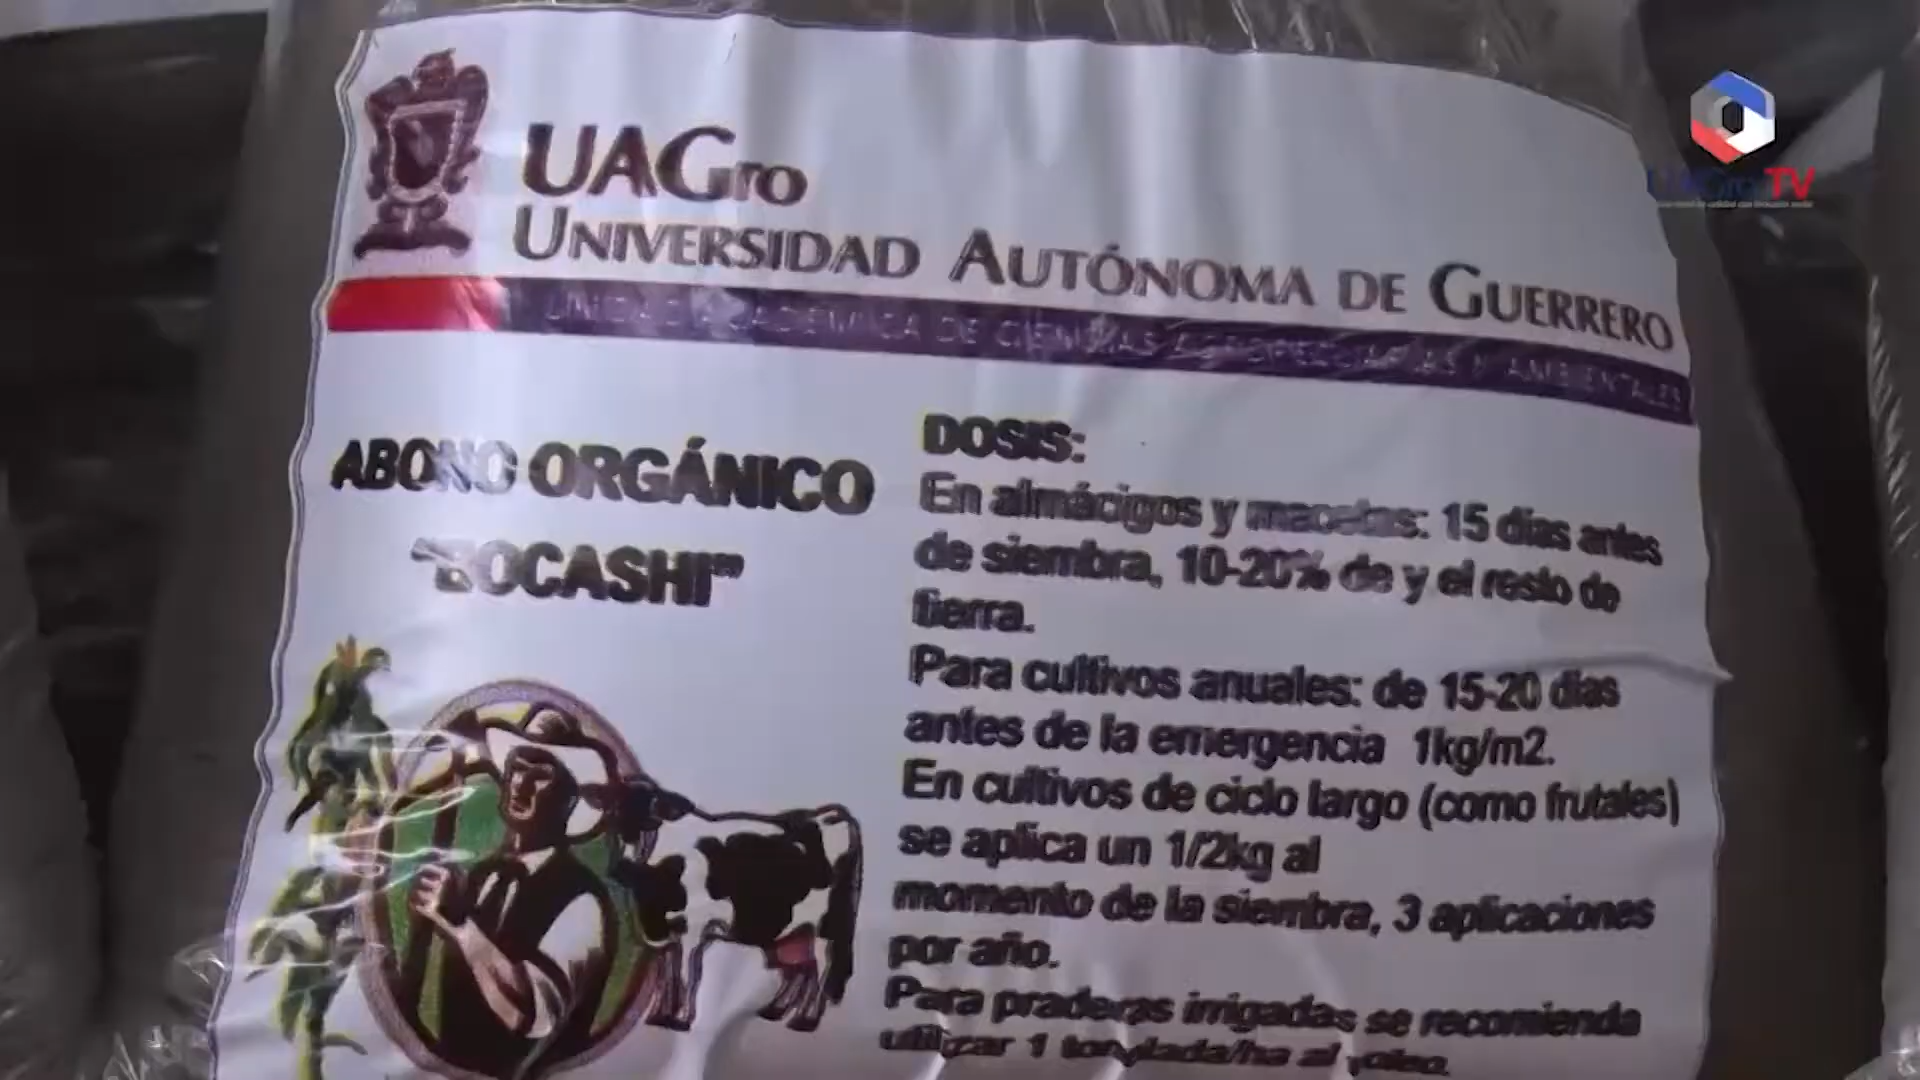 UAGro
UNIVERSIDAD AUTÓNOMA DE GUERRERO
UNIDAD ACADEMICA DE CIENCIAS AGROPECUARIAS Y AMBIENTALES
ABONO ORGÁNICO
"BOCASHI"
DOSIS:
En almácigos y macetas: 15 dias antes
de siembra, 10-20% de y el resto de
tierra.
Para cultivos anuales: de 15-20 dias
antes de la emergencia 1kg/m2.
En cultivos de ciclo largo (como frutales)
se aplica un 1/2kg al
momento de la siembra, 3 aplicaciones
por año.
Para praderas irrigadas se recomienda
utilizar 1 tonelada/ha al voleo.
UAGro TV